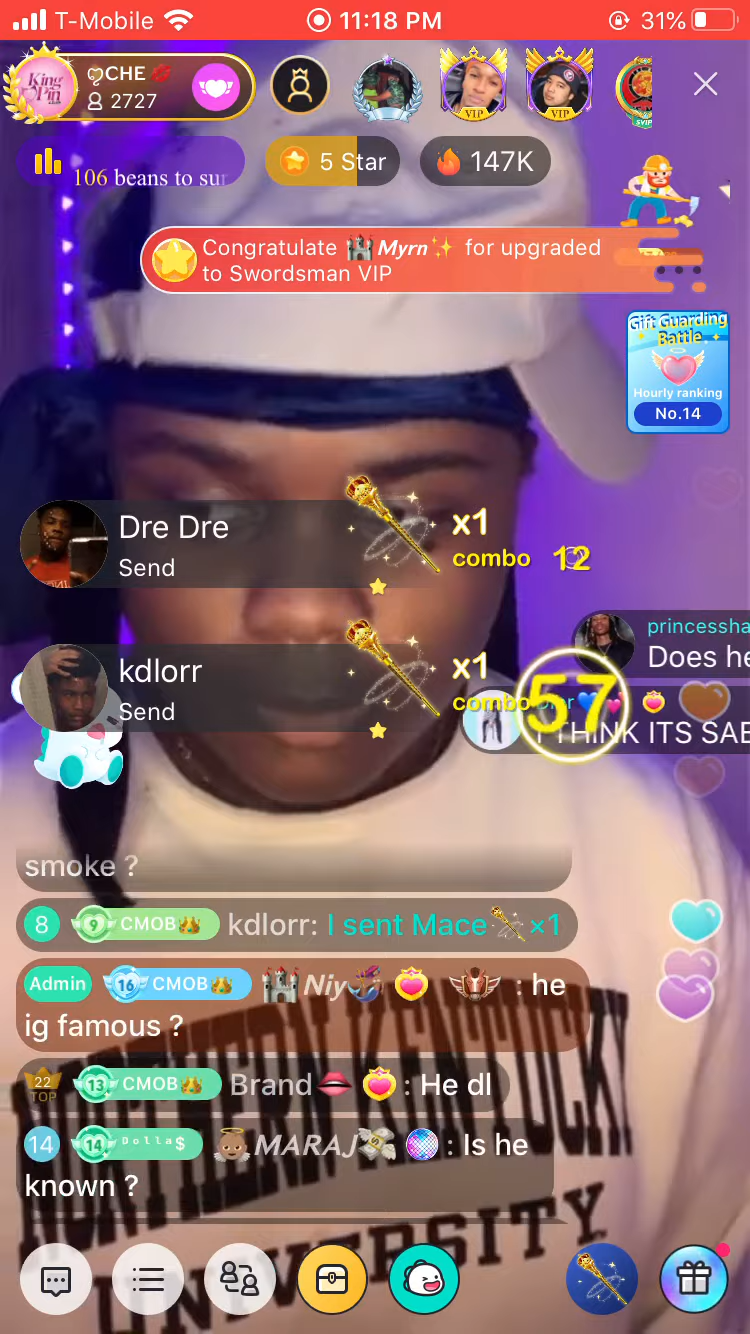 T-Mobile
11:18 PM
31%
King Pin
CHE💋
2727
VIP
VIP
SVIP
106 beans to sur
5 Star
147K
Congratulate 🏰Myrn✨ for upgraded
to Swordsman VIP
Gift Guarding
Battle
Hourly ranking
No.14
Dre Dre
Send
x1
combo 12
princessha
Does he
kdlorr
Send
x1
combo 57
THINK ITS SAE
smoke ?
8 9 CMOB👑 kdlorr: I sent Mace ×1
Admin 16 CMOB👑 🏰Niy🧜🏽‍♀️ : he
ig famous ?
22 TOP 13 CMOB👑 Brand👄 : He dl
14 14 ᴰᵒˡˡᵃ$ 👼🏽MARAJ💸 : Is he
known ?
NORTHERN KENTUCKY
UNIVERSITY